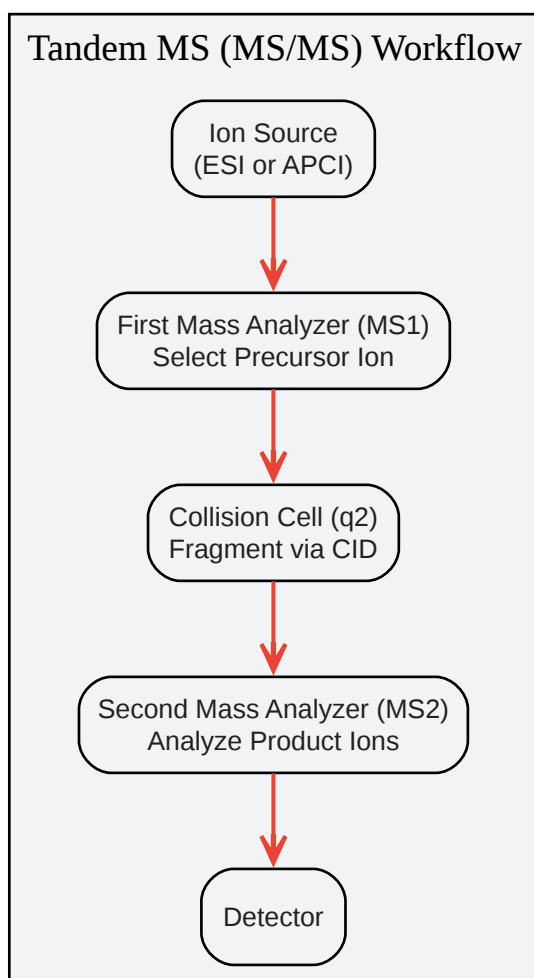 Tandem MS (MS/MS) Workflow
Ion Source
(ESI or APCI)
First Mass Analyzer (MS1)
Select Precursor Ion
Collision Cell (q2)
Fragment via CID
Second Mass Analyzer (MS2)
Analyze Product Ions
Detector